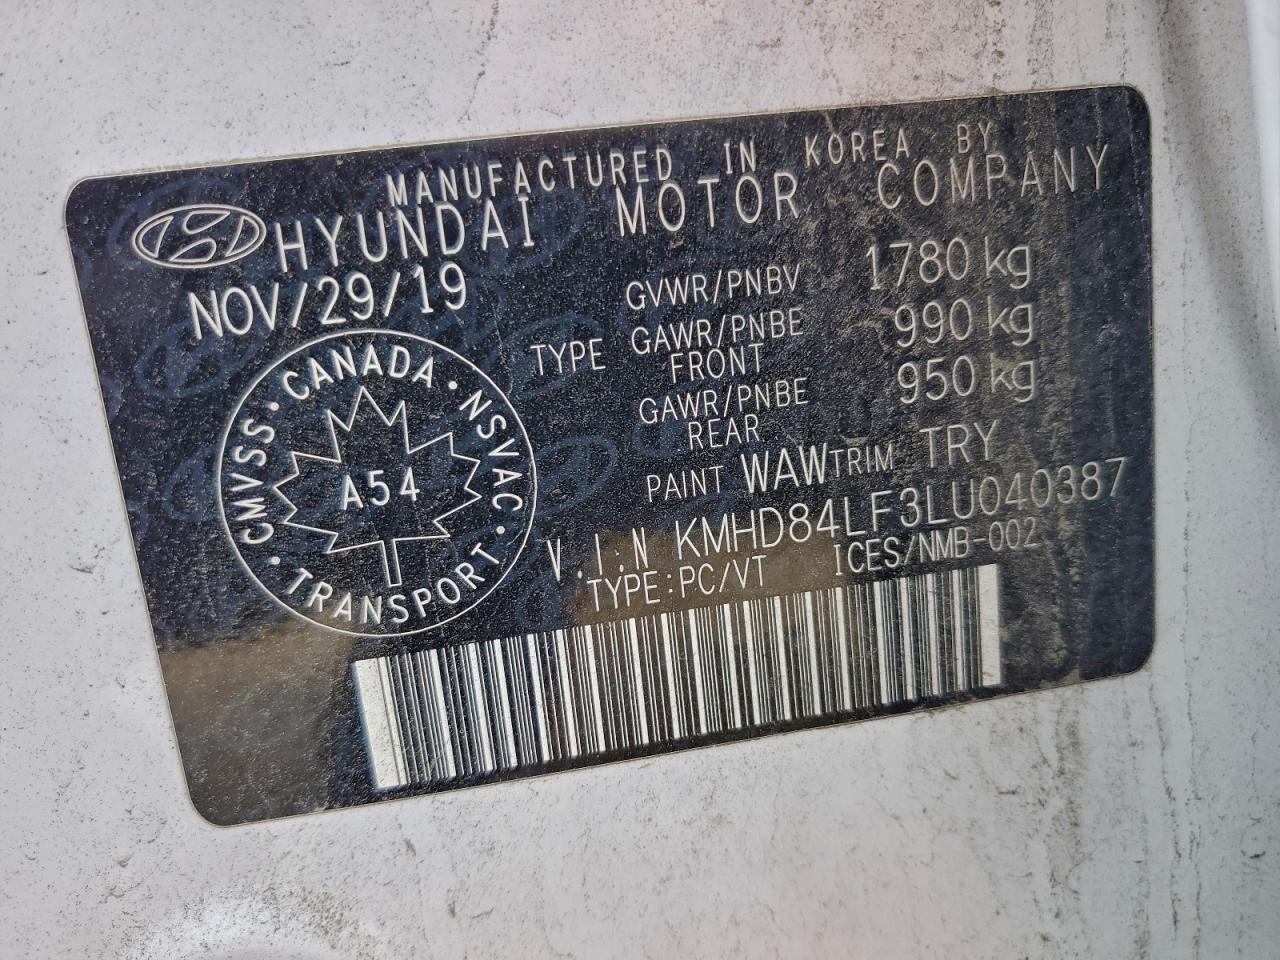 MANUFACTURED IN KOREA BY
HYUNDAI MOTOR COMPANY
NOV/29/19
GVWR/PNBV 1780 kg
TYPE GAWR/PNBE FRONT 990 kg
GAWR/PNBE REAR 950 kg
CMVSS · CANADA · NSVAC · TRANSPORT ·
A54
PAINT WAW TRIM TRY
V.I.N KMHD84LF3LU040387
TYPE:PC/VT ICES/NMB-002